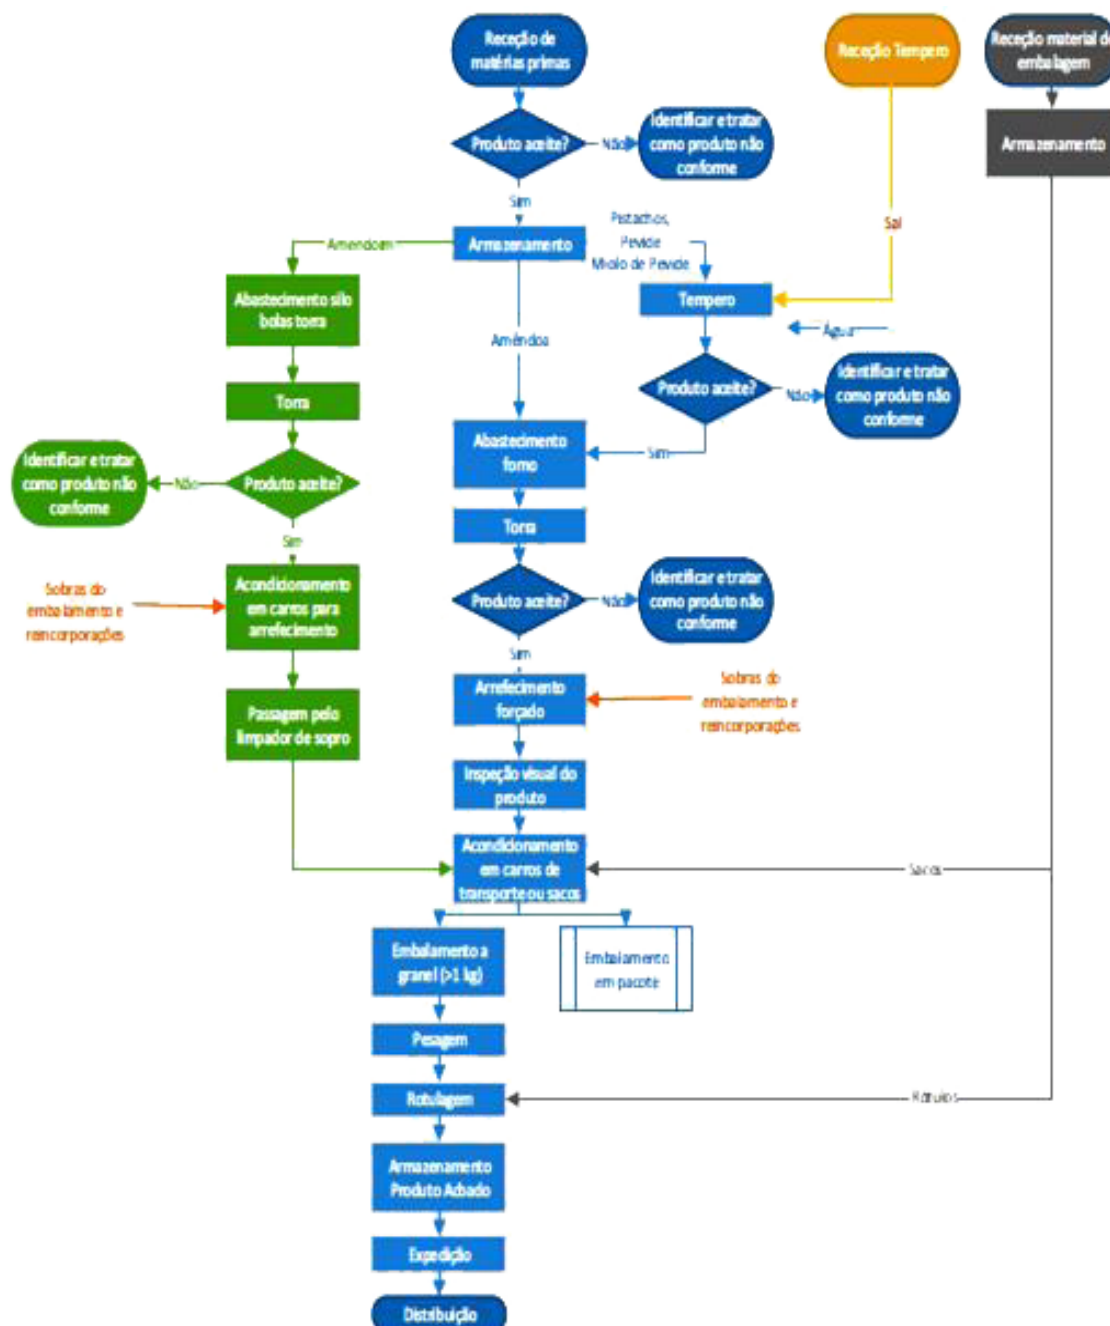 Receção de
matérias primas
Receção Tempero
Receção material de
embalagem
Produto aceite?
Não
Identificar e tratar
como produto não
conforme
Armazenamento
Sim
Sal
Pistachos,
Pevide
Miolo de Pevide
Amendoim
Armazenamento
Abastecimento silo
bolas torra
Tempero
Água
Amêndoa
Torra
Produto aceite?
Não
Identificar e tratar
como produto não
conforme
Abastecimento
forno
Sim
Identificar e tratar
como produto não
conforme
Não
Produto aceite?
Torra
Sim
Sobras do
embalamento e
reincorporações
Acondicionamento
em carros para
arrefecimento
Produto aceite?
Não
Identificar e tratar
como produto não
conforme
Sim
Passagem pelo
limpador de sopro
Arrefecimento
forçado
Sobras do
embalamento e
reincorporações
Inspeção visual do
produto
Acondicionamento
em carros de
transporte ou sacos
Sacos
Embalamento a
granel (>1 kg)
Embalamento
em pacote
Pesagem
Rotulagem
Rótulos
Armazenamento
Produto Acbado
Expedição
Distribuição